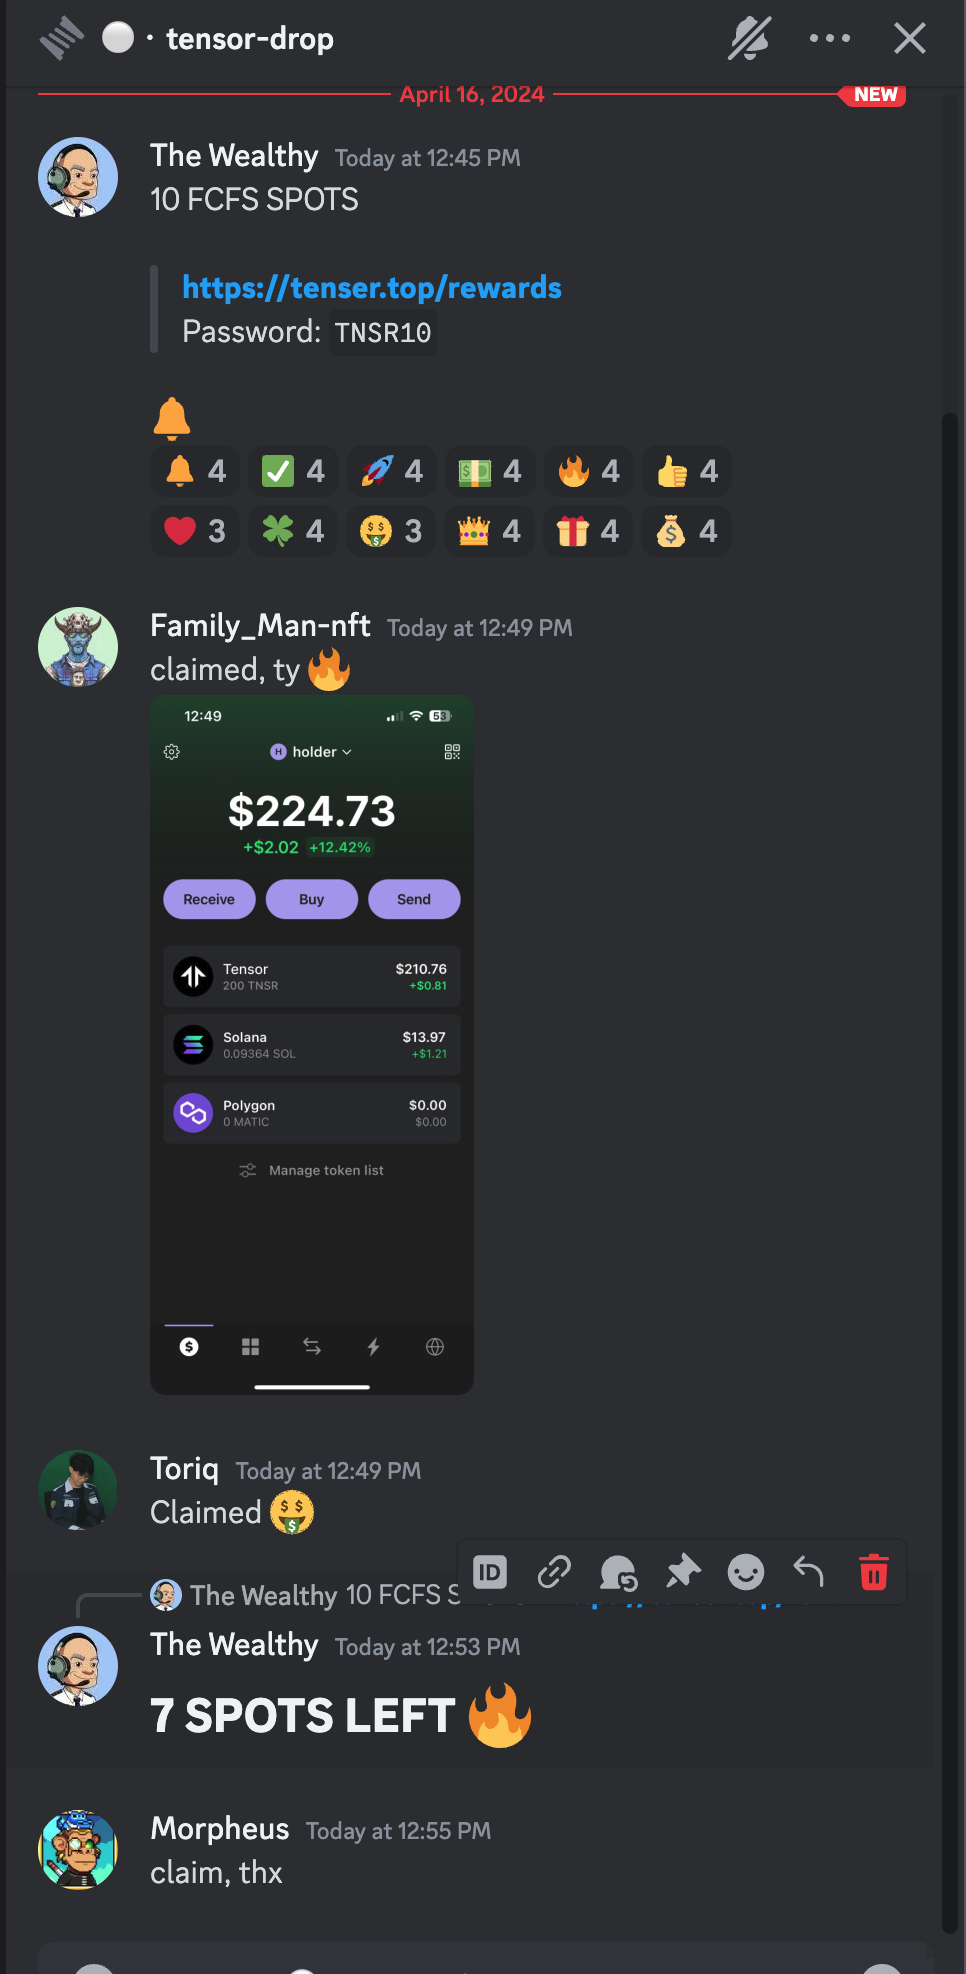 · tensor-drop
April 16, 2024
NEW
The Wealthy Today at 12:45 PM
10 FCFS SPOTS
https://tenser.top/rewards
Password: TNSR10
4 4 4 4 4 4
3 4 3 4 4 4
Family_Man-nft Today at 12:49 PM
claimed, ty
12:49
53
H holder
$224.73
+$2.02 +12.42%
Receive Buy Send
Tensor $210.76
200 TNSR +$0.81
Solana $13.97
0.09364 SOL +$1.21
Polygon $0.00
0 MATIC $0.00
Manage token list
Toriq Today at 12:49 PM
Claimed
ID
The Wealthy 10 FCFS S
The Wealthy Today at 12:53 PM
7 SPOTS LEFT
Morpheus Today at 12:55 PM
claim, thx